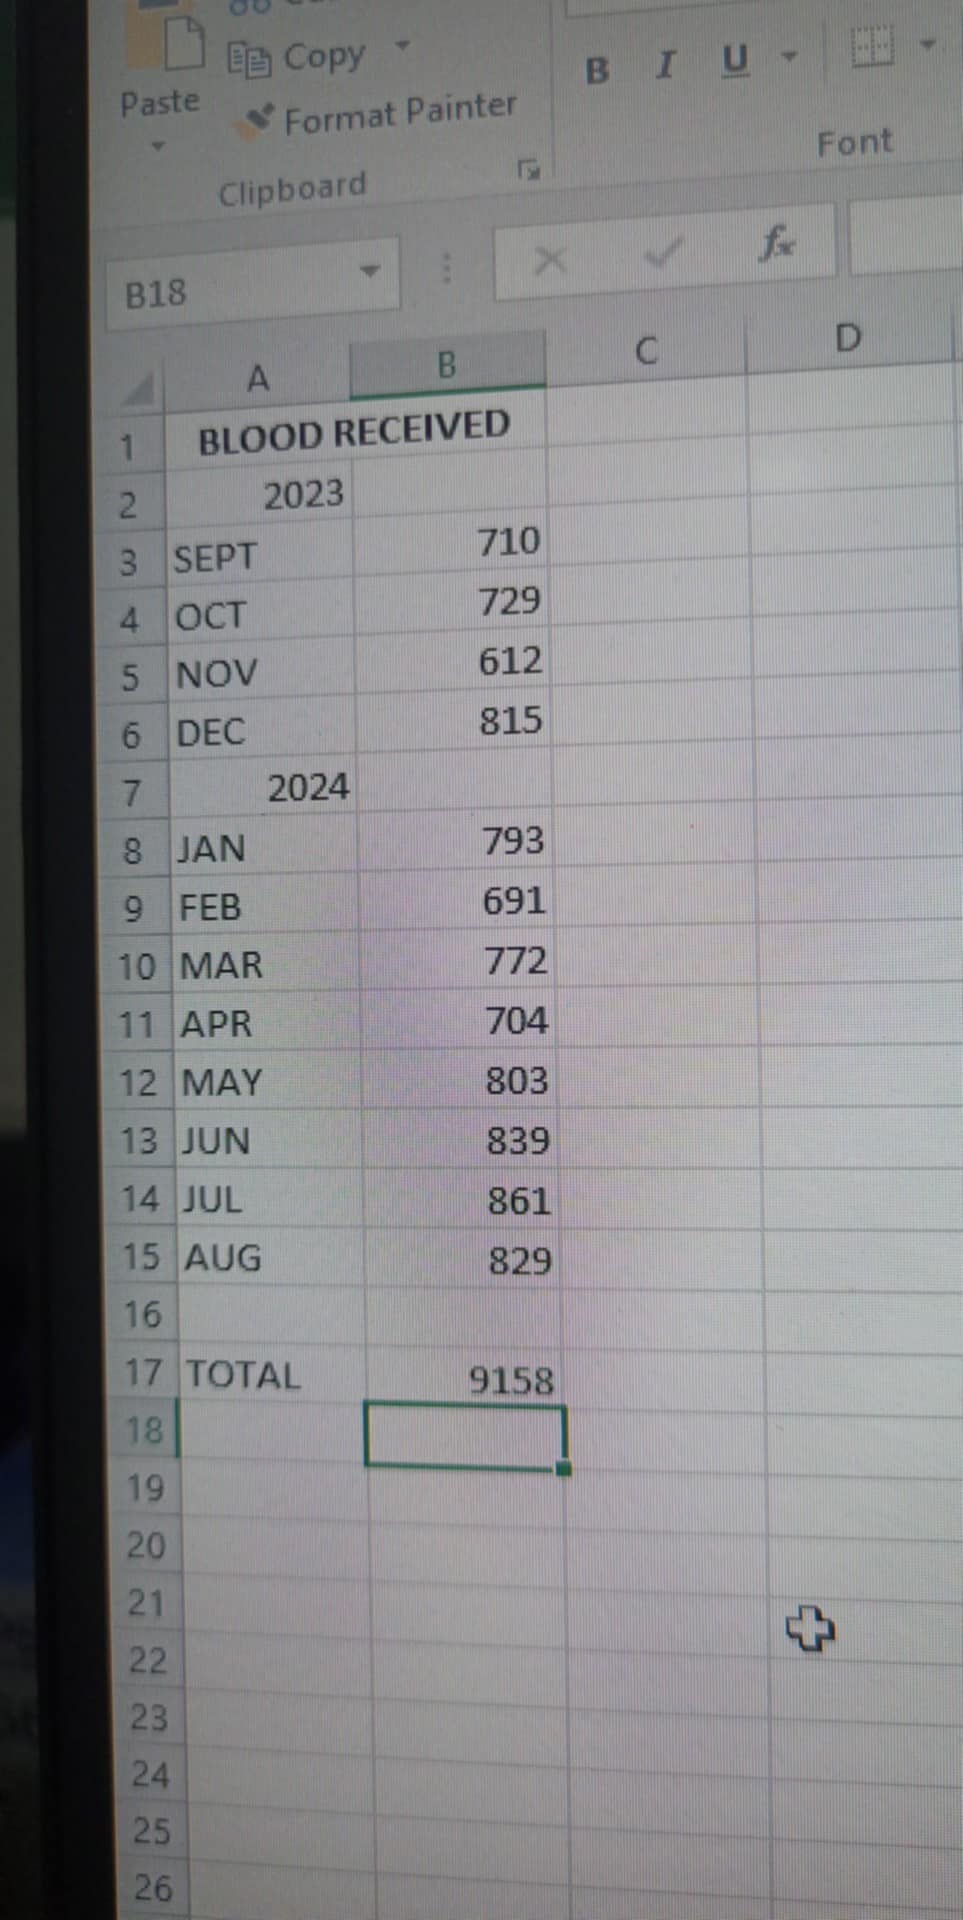 Copy
Paste
Format Painter
Clipboard
B I U
Font
B18
fx
A B C D
1 BLOOD RECEIVED
2 2023
3 SEPT 710
4 OCT 729
5 NOV 612
6 DEC 815
7 2024
8 JAN 793
9 FEB 691
10 MAR 772
11 APR 704
12 MAY 803
13 JUN 839
14 JUL 861
15 AUG 829
16
17 TOTAL 9158
18
19
20
21
22
23
24
25
26